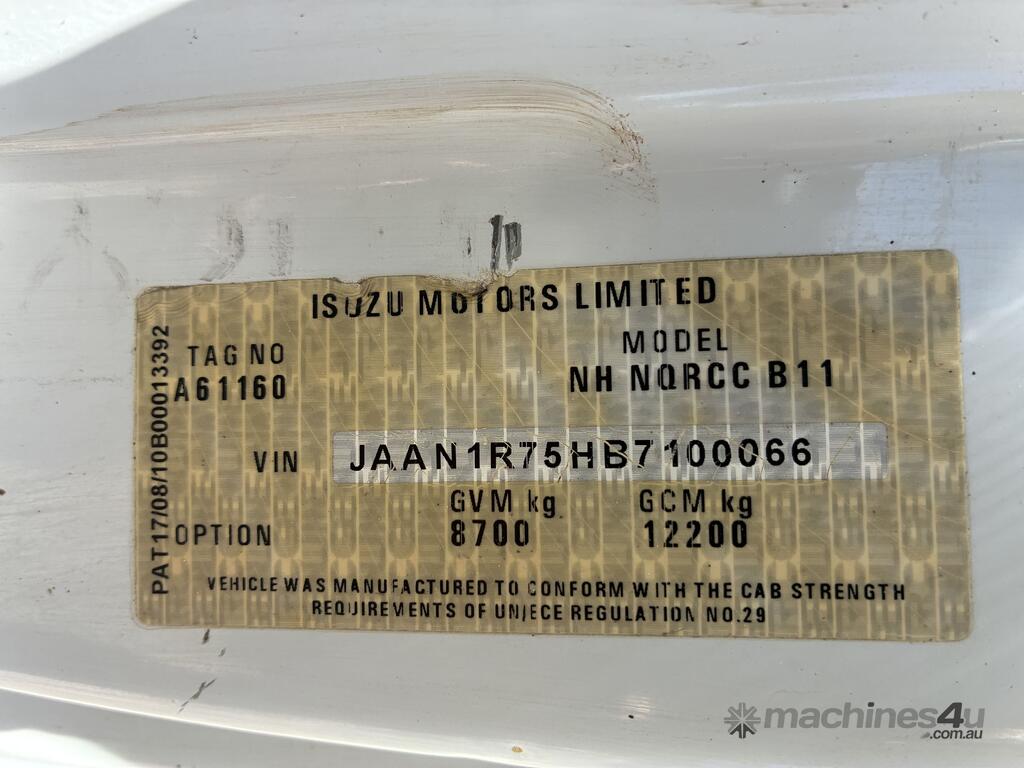 ISUZU MOTORS LIMITED
TAG NO
A61160
MODEL
NH NQRCC B11
VIN JAAN1R75HB7100066
GVM kg GCM kg
OPTION 8700 12200
VEHICLE WAS MANUFACTURED TO CONFORM WITH THE CAB STRENGTH
REQUIREMENTS OF UN/ECE REGULATION NO.29
PAT17/08/10B00013392
machines4u
.com.au